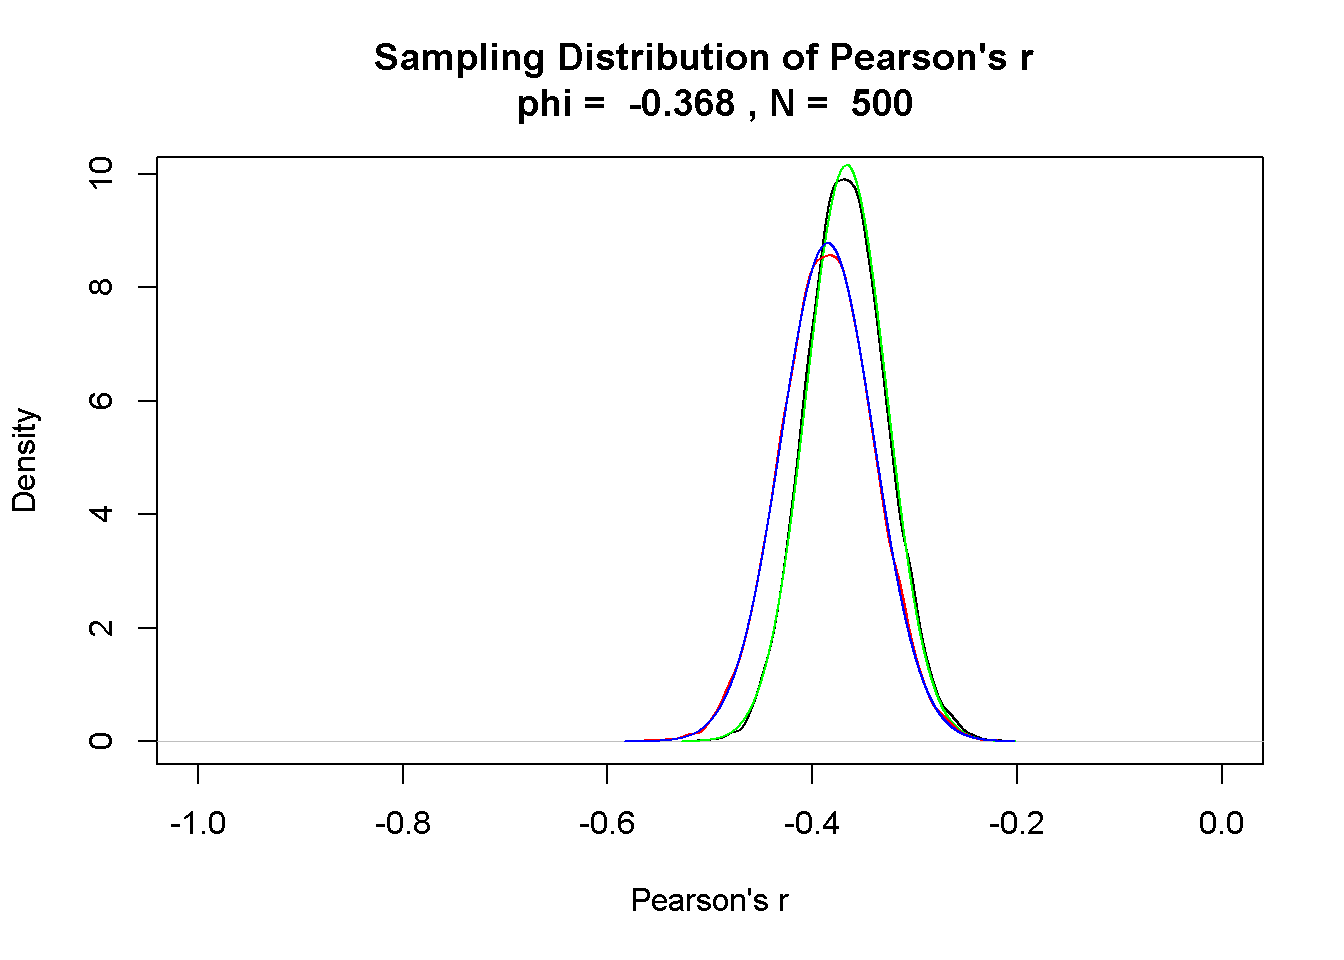 Sampling Distribution of Pearson's r
phi =  -0.368 , N =  500
Density
10
8
6
4
2
0
-1.0 -0.8 -0.6 -0.4 -0.2 0.0
Pearson's r